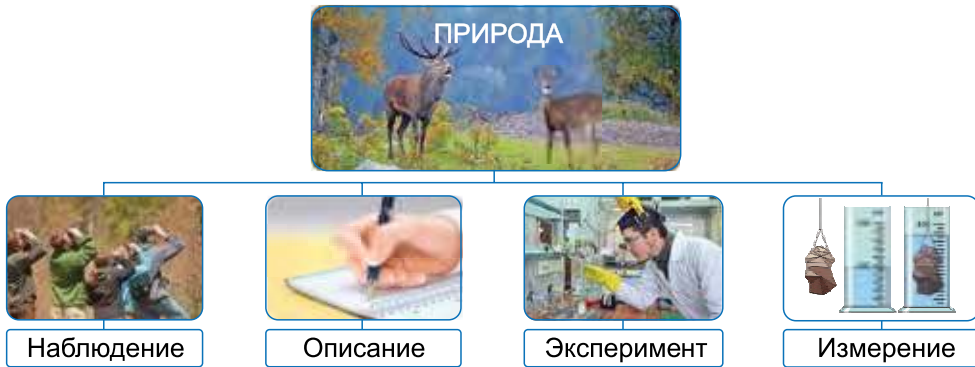 ПРИРОДА
Наблюдение
Описание
Эксперимент
Измерение